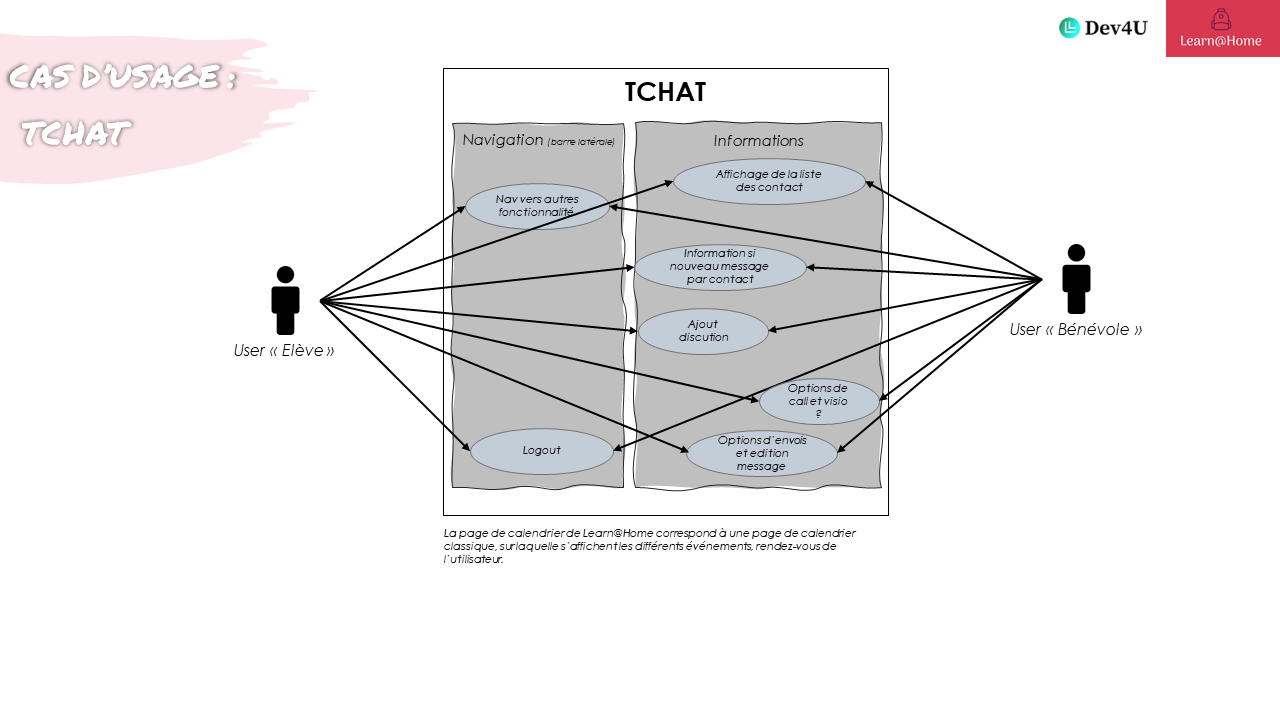 CAS D'USAGE :
TCHAT
Dev4U
Learn@Home
TCHAT
Navigation (barre latérale)
Informations
Nav vers autres
fonctionnalité
Affichage de la liste
des contact
Information si
nouveau message
par contact
Ajout
discution
Options de
call et visio
?
Options d'envois
et edition
message
Logout
User « Elève »
User « Bénévole »
La page de calendrier de Learn@Home correspond à une page de calendrier
classique, sur laquelle s'affichent les différents événements, rendez-vous de
l'utilisateur.